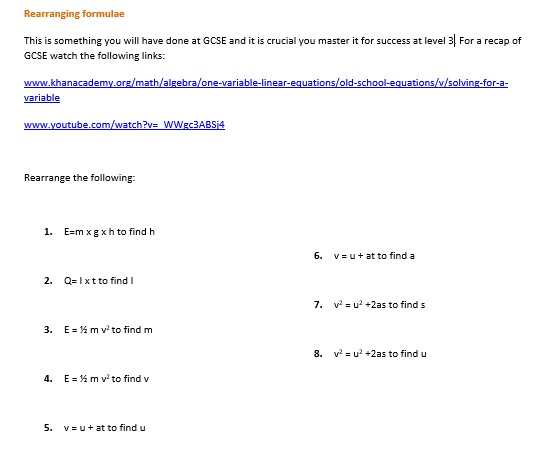 Rearranging formulae
This is something you will have done at GCSE and it is crucial you master it for success at level 3. For a recap of
GCSE watch the following links:
www.khanacademy.org/math/algebra/one-variable-linear-equations/old-school-equations/v/solving-for-a-
variable
www.youtube.com/watch?v=_WWgc3ABSj4
Rearrange the following:
1. E=m x g x h to find h
2. Q= I x t to find I
3. E = ½ m v² to find m
4. E = ½ m v² to find v
5. v = u + at to find u
6. v = u + at to find a
7. v² = u² +2as to find s
8. v² = u² +2as to find u